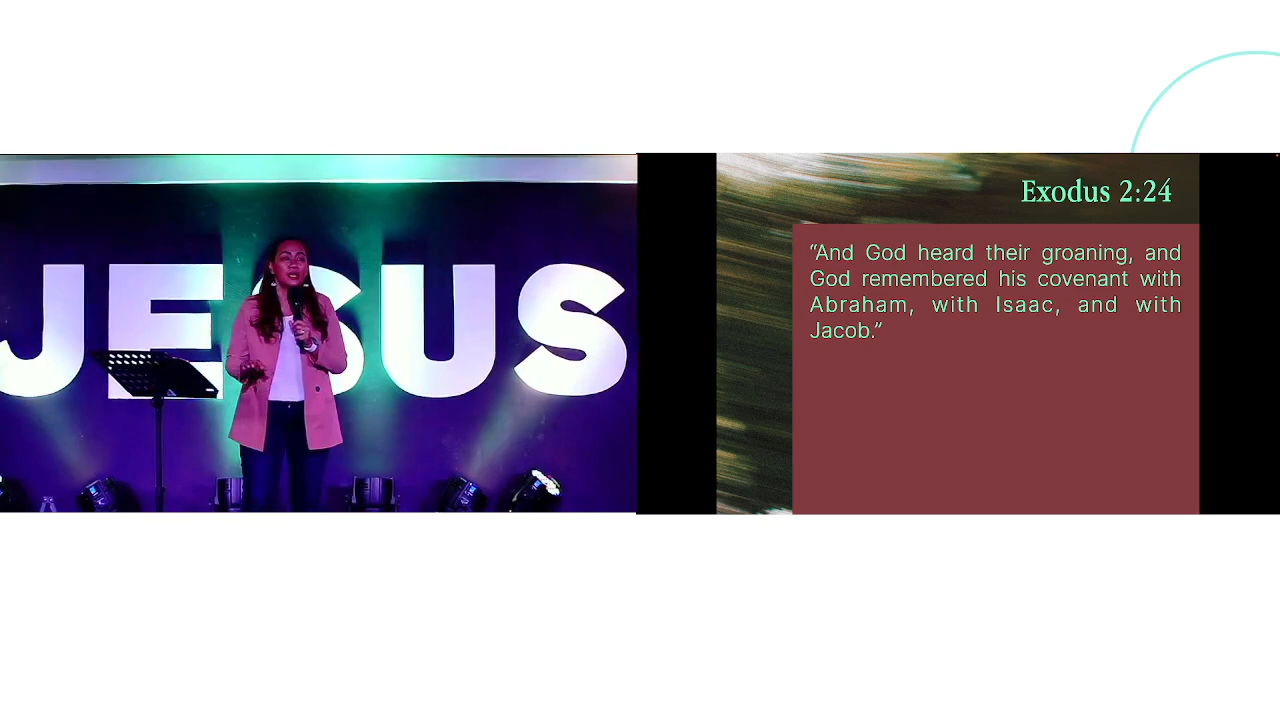 JESUS
Exodus 2:24
“And God heard their groaning, and
God remembered his covenant with
Abraham, with Isaac, and with
Jacob.”